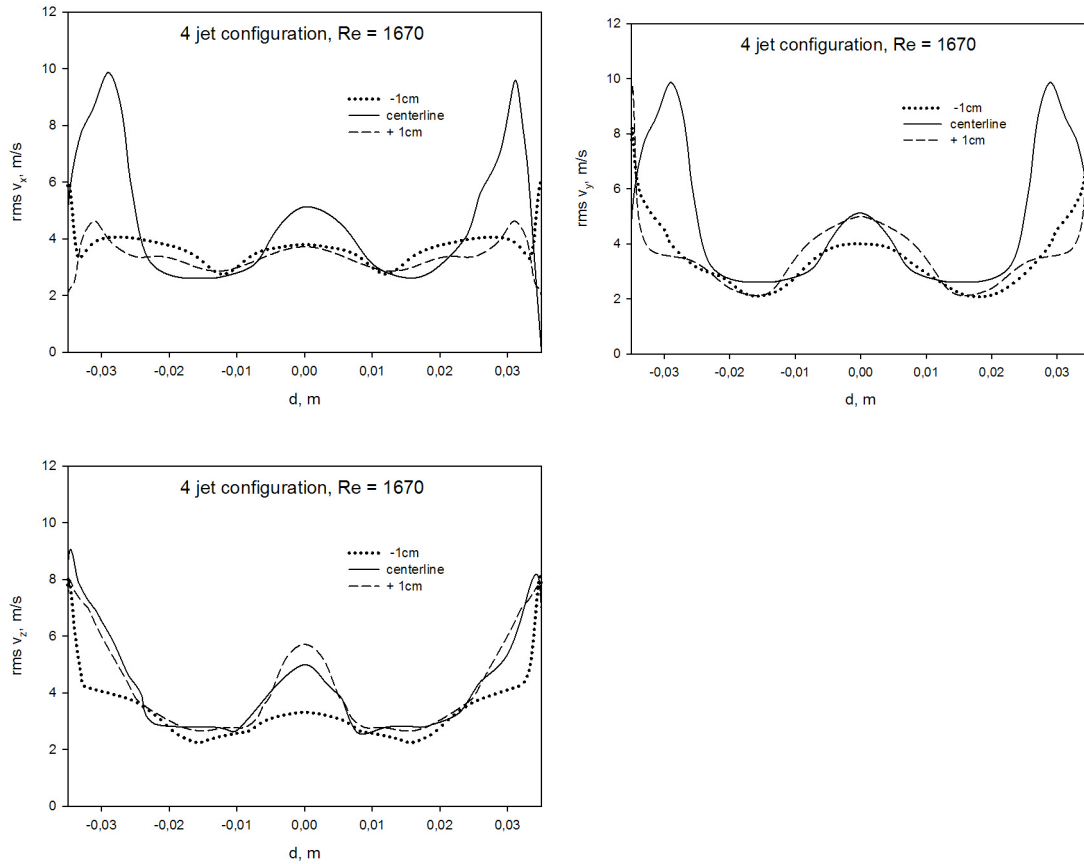 4 jet configuration, Re = 1670
-1cm
centerline
+ 1cm
rms vₓ, m/s
12
10
8
6
4
2
0
-0,03 -0,02 -0,01 0,00 0,01 0,02 0,03
d, m
4 jet configuration, Re = 1670
-1cm
centerline
+ 1cm
rms vy, m/s
12
10
8
6
4
2
0
-0,03 -0,02 -0,01 0,00 0,01 0,02 0,03
d, m
4 jet configuration, Re = 1670
-1cm
centerline
+ 1cm
rms vz, m/s
12
10
8
6
4
2
0
-0,03 -0,02 -0,01 0,00 0,01 0,02 0,03
d, m